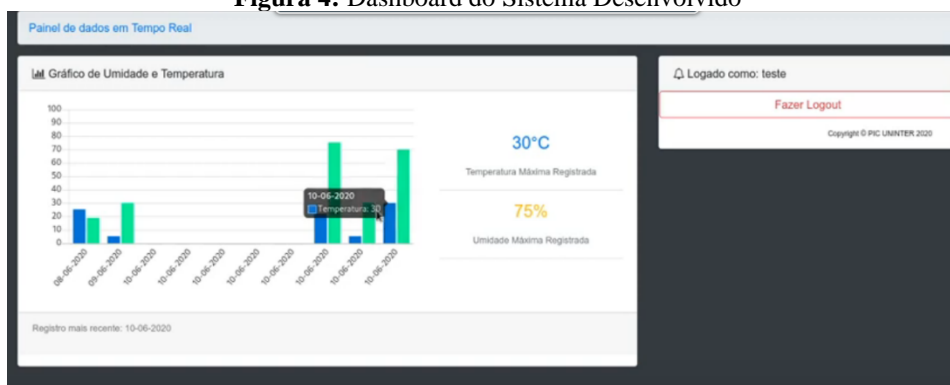 Figura 4: Dashboard do Sistema Desenvolvido
Painel de dados em Tempo Real
Gráfico de Umidade e Temperatura
100
90
80
70
60
50
40
30
20
10
0
10-06-2020
Temperatura: 30
08-06-2020
09-06-2020
10-06-2020
10-06-2020
10-06-2020
10-06-2020
10-06-2020
10-06-2020
10-06-2020
10-06-2020
30°C
Temperatura Máxima Registrada
75%
Umidade Máxima Registrada
Registro mais recente: 10-06-2020
Logado como: teste
Fazer Logout
Copyright © PIC UNINTER 2020